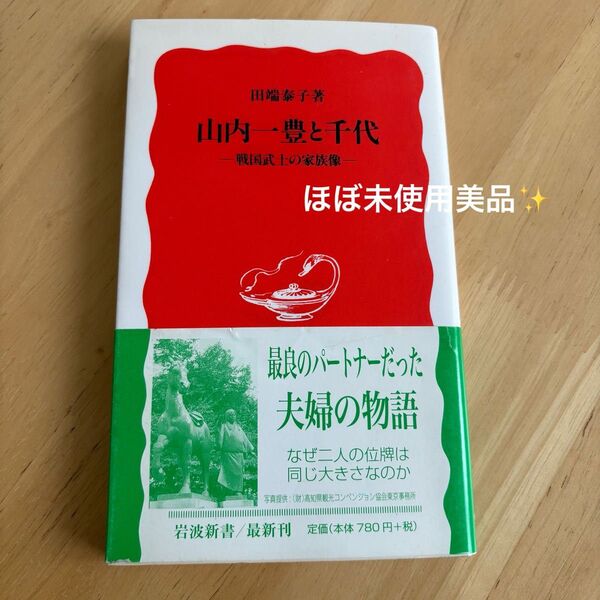 田端泰子著
山内一豊と千代
―戦国武士の家族像―
ほぼ未使用美品✨
最良のパートナーだった
夫婦の物語
なぜ二人の位牌は
同じ大きさなのか
写真提供:(財)高知県観光コンベンション協会東京事務所
岩波新書/最新刊 定価(本体780円+税)